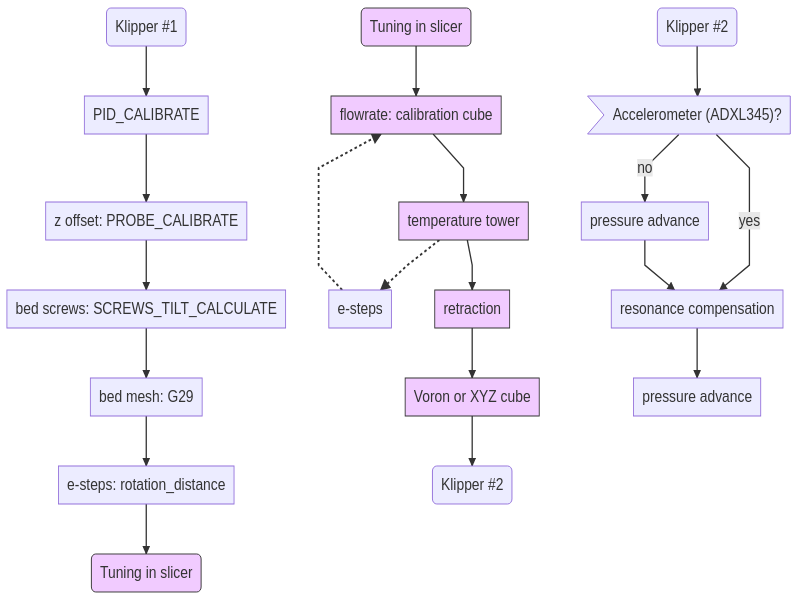 Klipper #1
PID_CALIBRATE
z offset: PROBE_CALIBRATE
bed screws: SCREWS_TILT_CALCULATE
bed mesh: G29
e-steps: rotation_distance
Tuning in slicer
Tuning in slicer
flowrate: calibration cube
temperature tower
e-steps
retraction
Voron or XYZ cube
Klipper #2
Klipper #2
Accelerometer (ADXL345)?
no
pressure advance
yes
resonance compensation
pressure advance